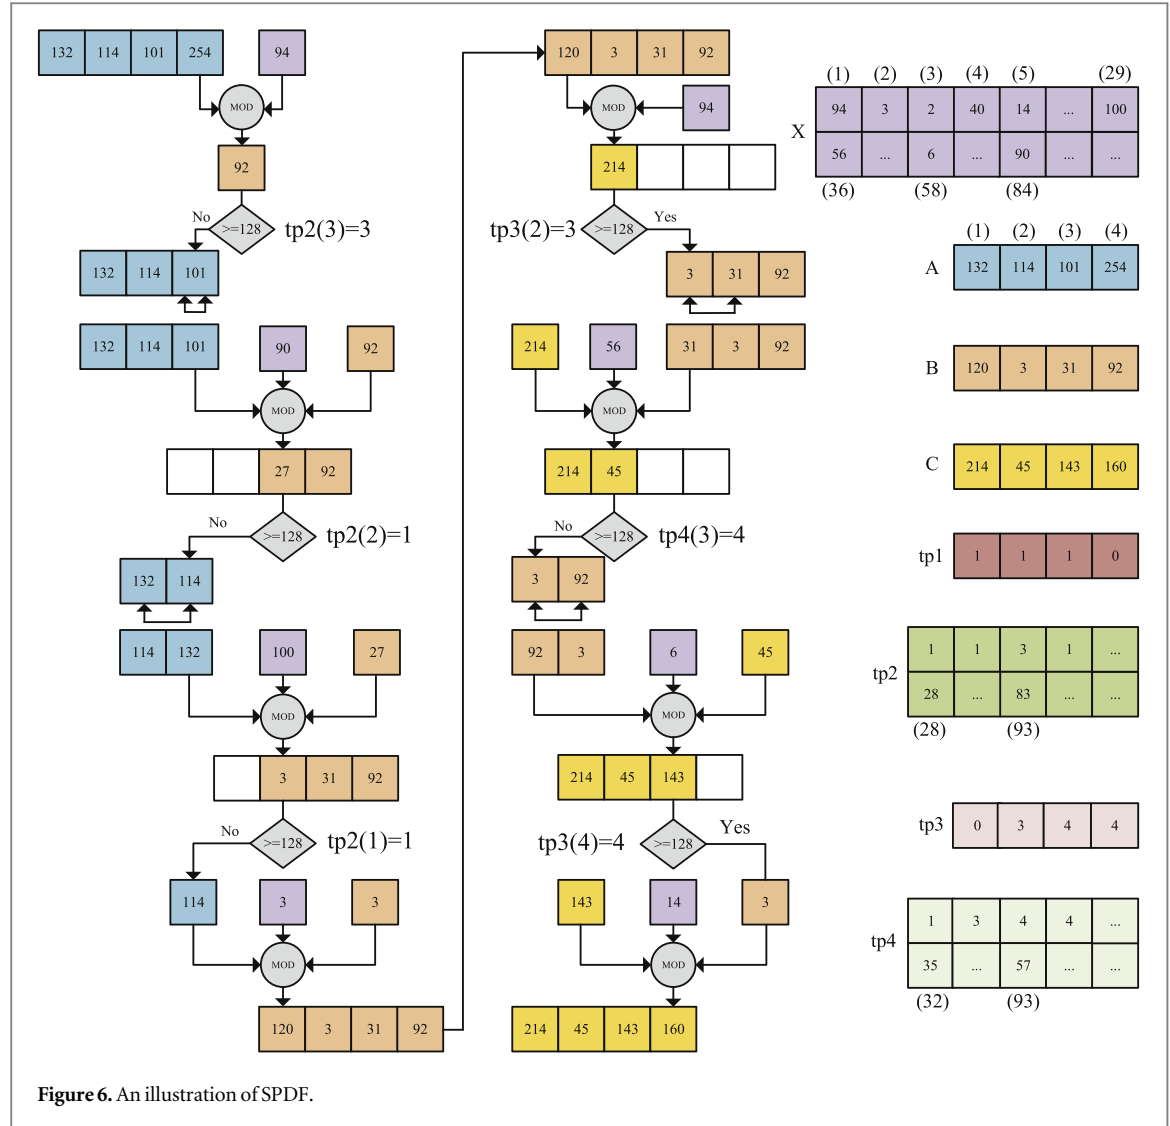 132 114 101 254 94
MOD
92
No >=128 tp2(3)=3
132 114 101
132 114 101 90 92
MOD
27 92
No >=128 tp2(2)=1
132 114
114 132 100 27
MOD
3 31 92
No >=128 tp2(1)=1
114 3 3
MOD
120 3 31 92
120 3 31 92
MOD 94
214
tp3(2)=3 >=128 Yes
3 31 92
214 56 31 3 92
MOD
214 45
No >=128 tp4(3)=4
3 92
92 3 6 45
MOD
214 45 143
tp3(4)=4 >=128 Yes
143 14 3
MOD
214 45 143 160
(1) (2) (3) (4) (5) (29)
X
94 3 2 40 14 ... 100
56 ... 6 ... 90 ... ...
(36) (58) (84)
(1) (2) (3) (4)
A 132 114 101 254
B 120 3 31 92
C 214 45 143 160
tp1 1 1 1 0
tp2
1 1 3 1 ...
28 ... 83 ... ...
(28) (93)
tp3 0 3 4 4
tp4
1 3 4 4 ...
35 ... 57 ... ...
(32) (93)
Figure 6. An illustration of SPDF.